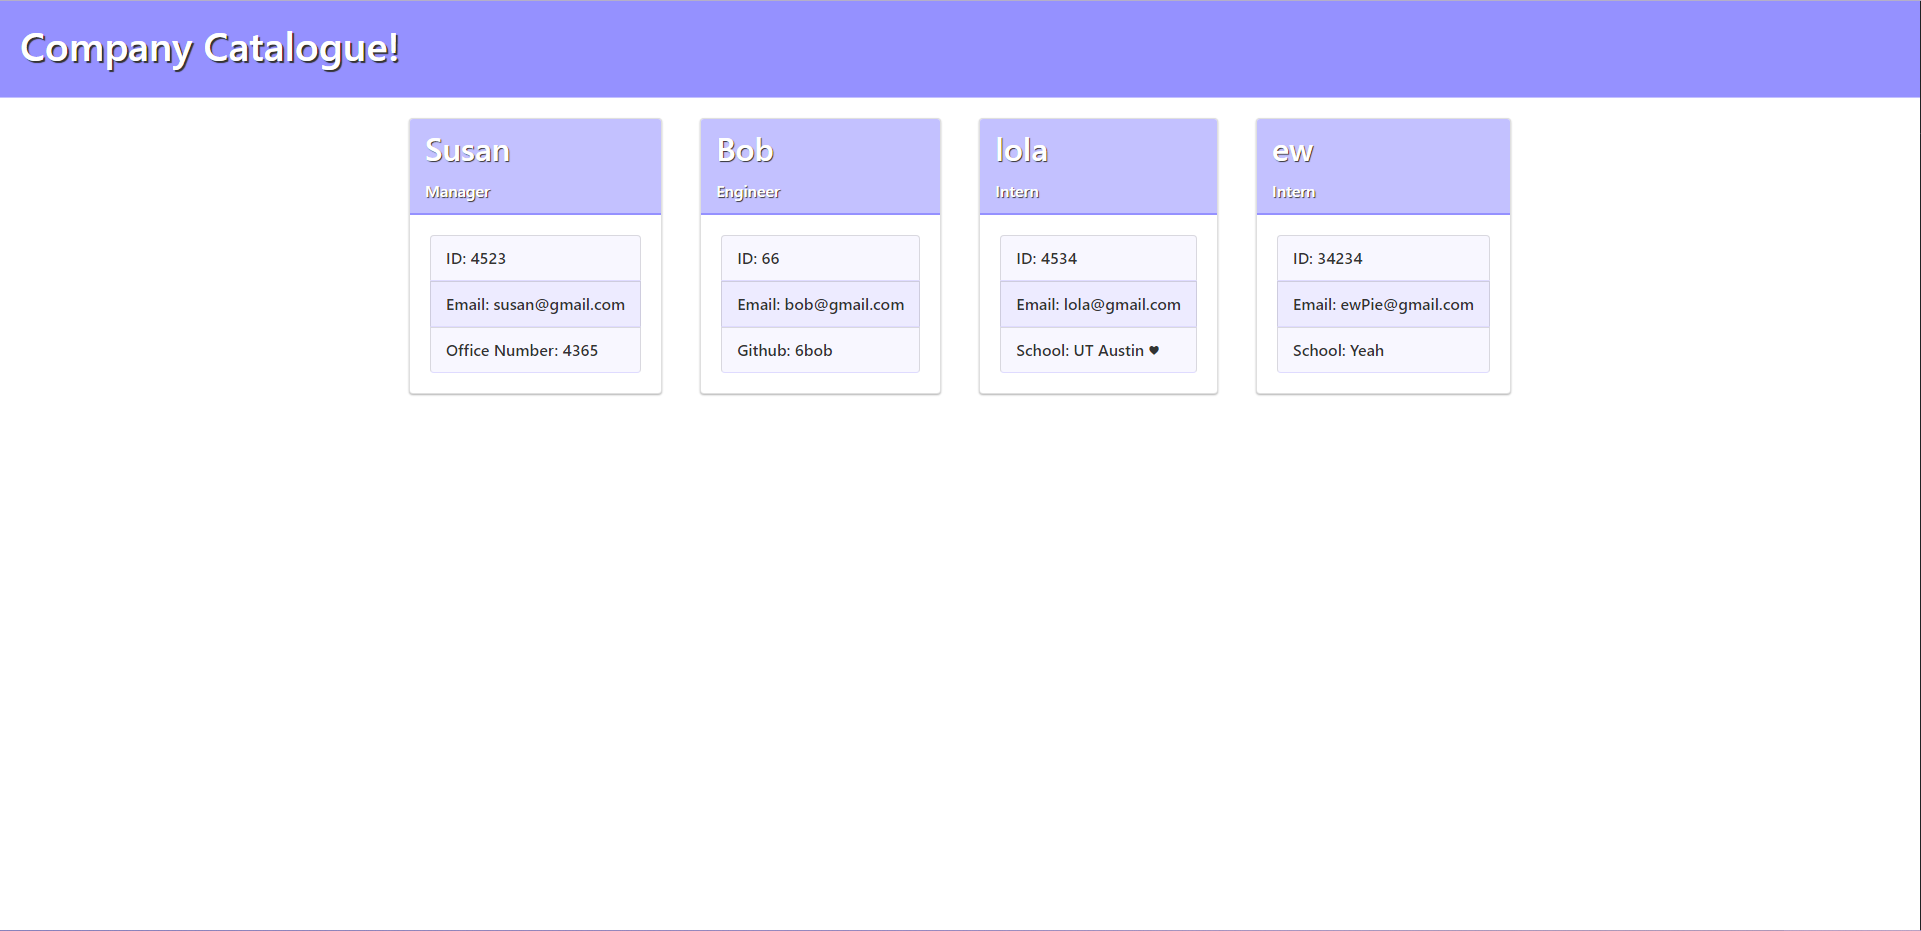 Company Catalogue!
Susan
Manager
ID: 4523
Email: susan@gmail.com
Office Number: 4365
Bob
Engineer
ID: 66
Email: bob@gmail.com
Github: 6bob
lola
Intern
ID: 4534
Email: lola@gmail.com
School: UT Austin ♥
ew
Intern
ID: 34234
Email: ewPie@gmail.com
School: Yeah